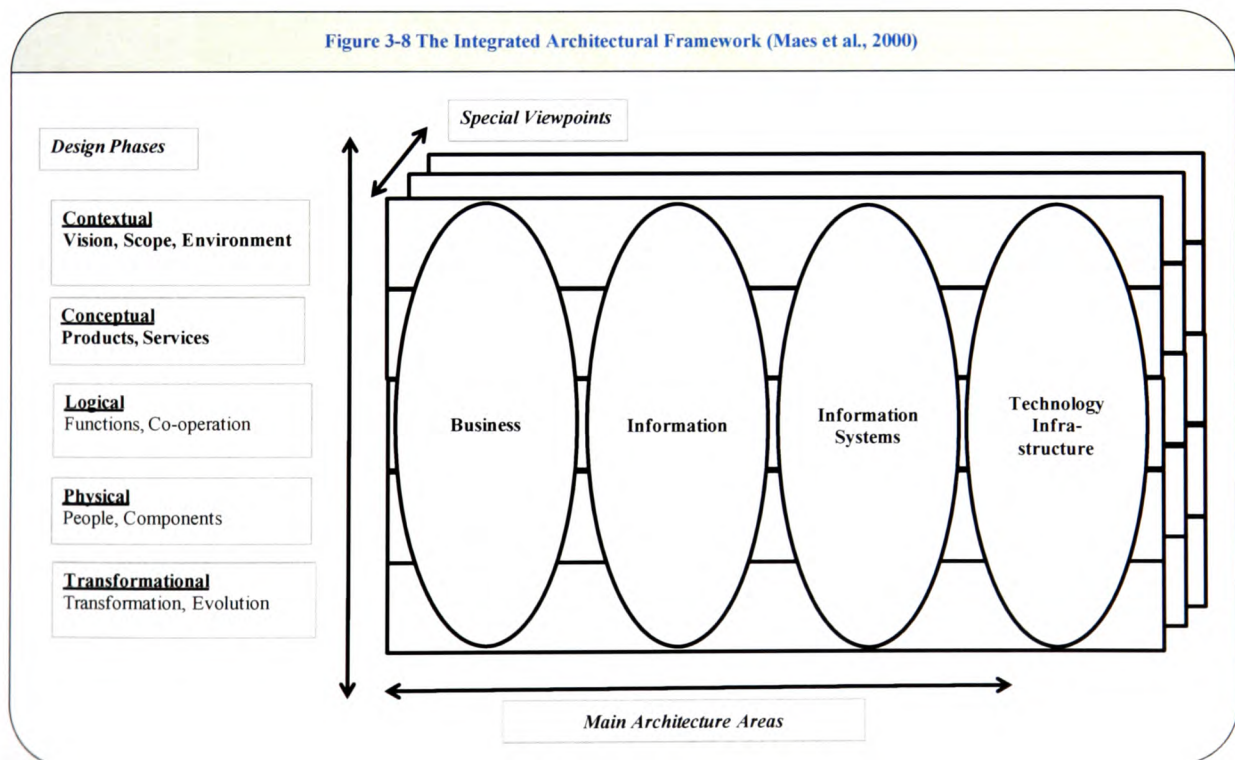 Figure 3-8 The Integrated Architectural Framework (Maes et al., 2000)
Special Viewpoints
Design Phases
Contextual
Vision, Scope, Environment
Conceptual
Products, Services
Logical
Functions, Co-operation
Physical
People, Components
Transformational
Transformation, Evolution
Business
Information
Information
Systems
Technology
Infra-
structure
Main Architecture Areas